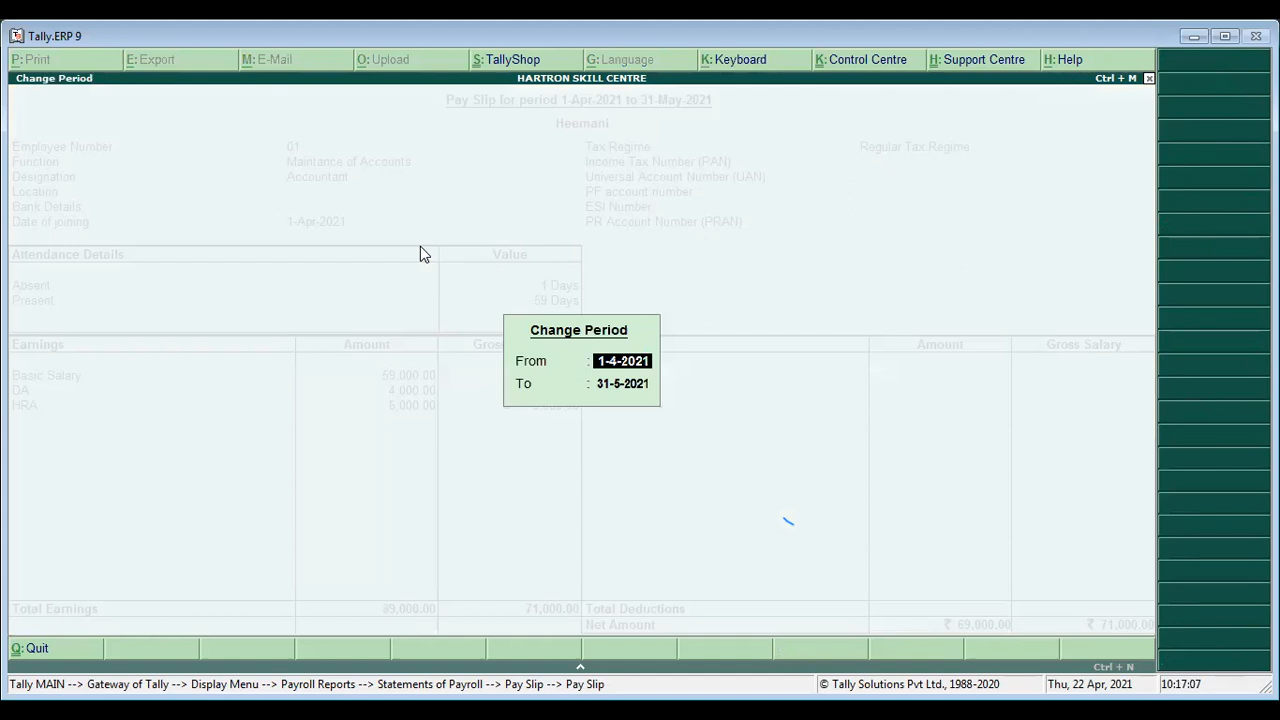 Tally.ERP 9
P: Print E: Export M: E-Mail O: Upload S: TallyShop G: Language K: Keyboard K: Control Centre H: Support Centre H: Help
Change Period HARTRON SKILL CENTRE Ctrl + M
Pay Slip for period 1-Apr-2021 to 31-May 2021
Heemani
Employee Number 01 Tax Regime Regular Tax Regime
Function Maintance of Accounts Income Tax Number (PAN)
Designation Accountant Universal Account Number (UAN)
Location PF account number
Bank Details ESI Number
Date of joining 1-Apr-2021 PR Account Number (PRAN)
Attendance Details Value
Absent 1 Days
Present 59 Days
Change Period
Earnings Amount Amount Gross Salary
From : 1-4-2021
Basic Salary 59,000.00
To : 31-5-2021
DA 4,000.00
HRA 5,000.00
Total Earnings 71,000.00 Total Deductions
Net Amount ₹ 69,000.00 ₹ 71,000.00
Q: Quit
Ctrl + N
Tally MAIN --> Gateway of Tally --> Display Menu --> Payroll Reports --> Statements of Payroll --> Pay Slip --> Pay Slip © Tally Solutions Pvt Ltd., 1988-2020 Thu, 22 Apr, 2021 10:17:07